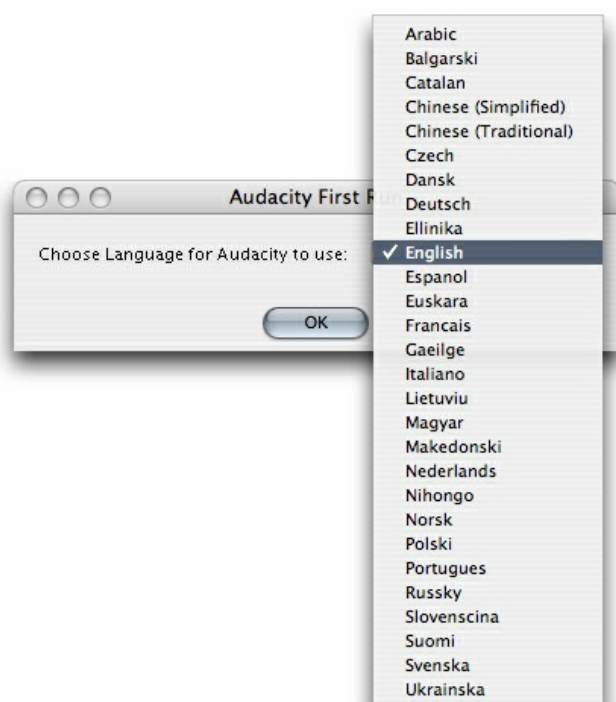 Audacity First Run
Choose Language for Audacity to use:
OK
Arabic
Balgarski
Catalan
Chinese (Simplified)
Chinese (Traditional)
Czech
Dansk
Deutsch
Ellinika
✓ English
Espanol
Euskara
Francais
Gaeilge
Italiano
Lietuviu
Magyar
Makedonski
Nederlands
Nihongo
Norsk
Polski
Portugues
Russky
Slovenscina
Suomi
Svenska
Ukrainska